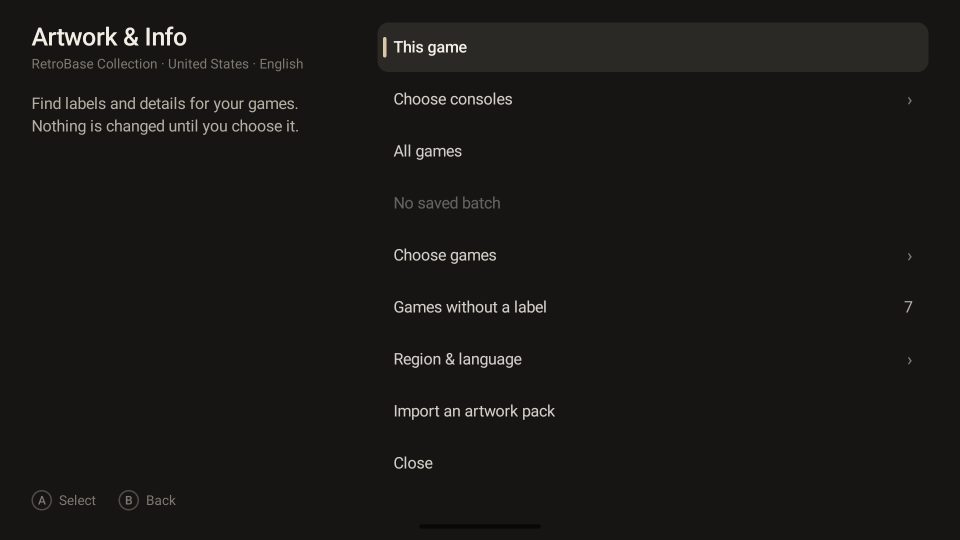 Artwork & Info
RetroBase Collection · United States · English
Find labels and details for your games.
Nothing is changed until you choose it.
This game
Choose consoles ›
All games
No saved batch
Choose games ›
Games without a label 7
Region & language ›
Import an artwork pack
Close
A Select B Back